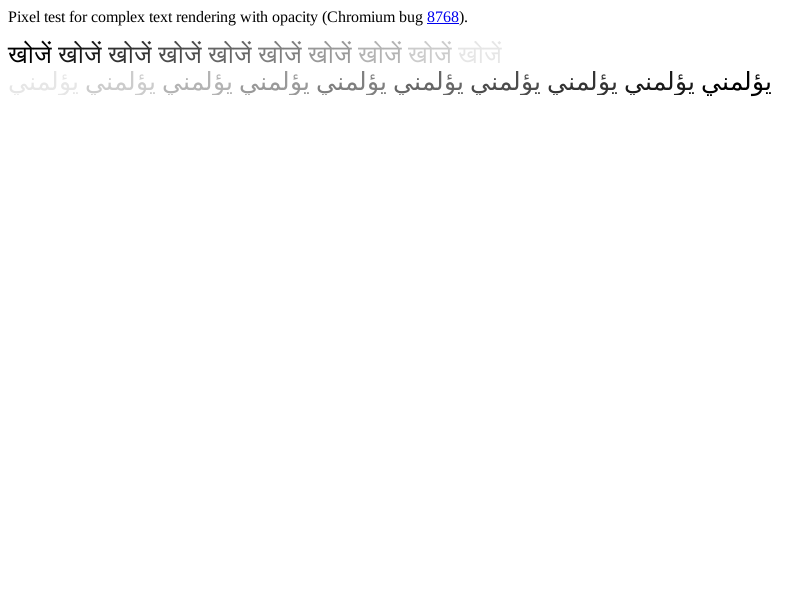 Pixel test for complex text rendering with opacity (Chromium bug 8768).
खोजें खोजें खोजें खोजें खोजें खोजें खोजें खोजें खोजें खोजें
يؤلمني يؤلمني يؤلمني يؤلمني يؤلمني يؤلمني يؤلمني يؤلمني يؤلمني يؤلمني